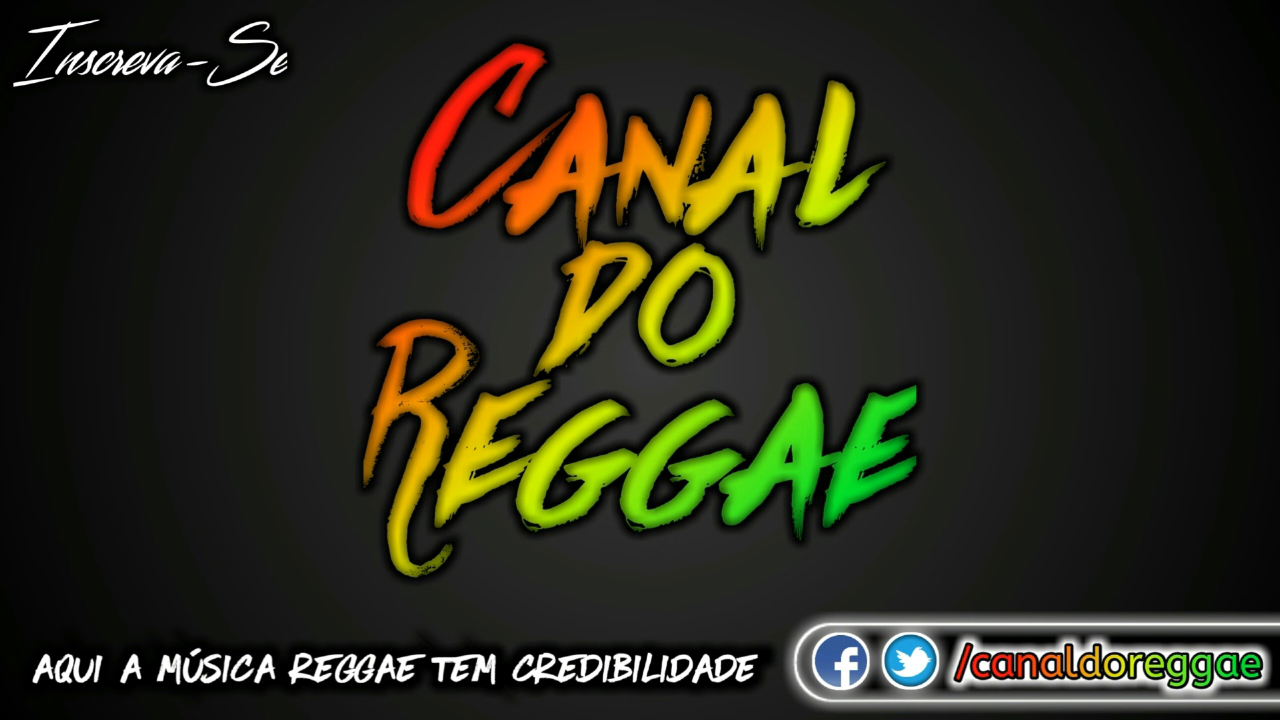 Inscreva-Se
CANAL
DO
REGGAE
AQUI A MÚSICA REGGAE TEM CREDIBILIDADE
/canaldoreggae